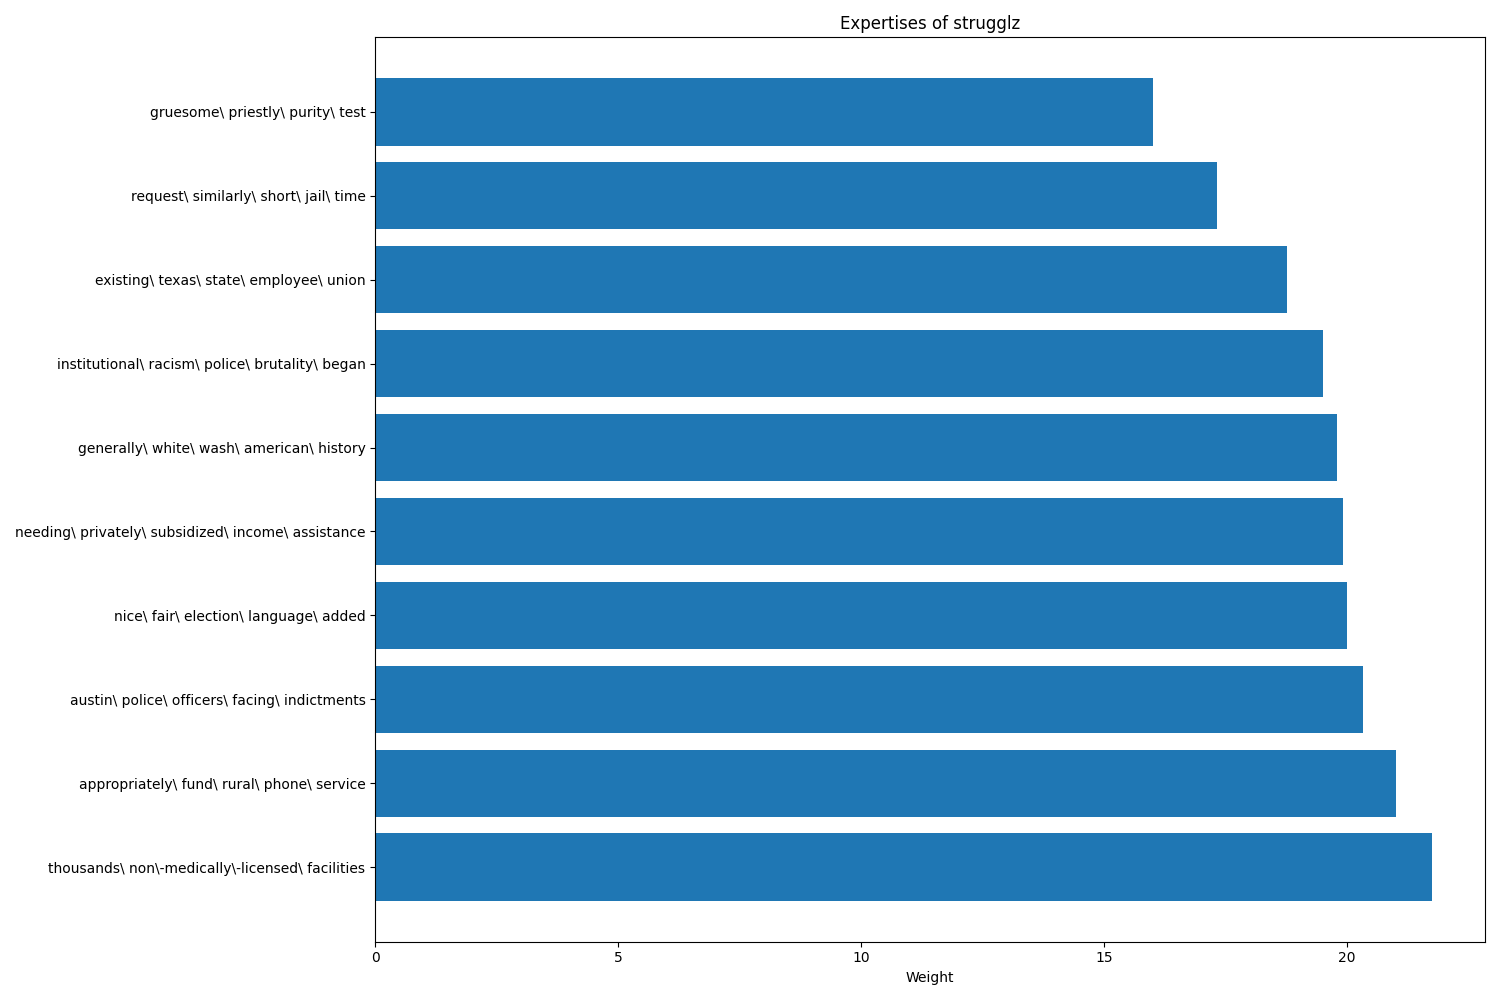 Expertises of strugglz
gruesome\ priestly\ purity\ test
request\ similarly\ short\ jail\ time
existing\ texas\ state\ employee\ union
institutional\ racism\ police\ brutality\ began
generally\ white\ wash\ american\ history
needing\ privately\ subsidized\ income\ assistance
nice\ fair\ election\ language\ added
austin\ police\ officers\ facing\ indictments
appropriately\ fund\ rural\ phone\ service
thousands\ non\-medically\-licensed\ facilities
0 5 10 15 20
Weight